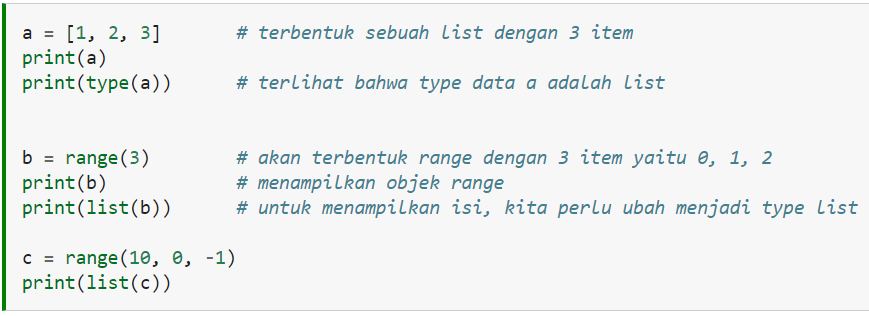 a = [1, 2, 3]       # terbentuk sebuah list dengan 3 item
print(a)
print(type(a))      # terlihat bahwa type data a adalah list
b = range(3)        # akan terbentuk range dengan 3 item yaitu 0, 1, 2
print(b)            # menampilkan objek range
print(list(b))      # untuk menampilkan isi, kita perlu ubah menjadi type list
c = range(10, 0, -1)
print(list(c))